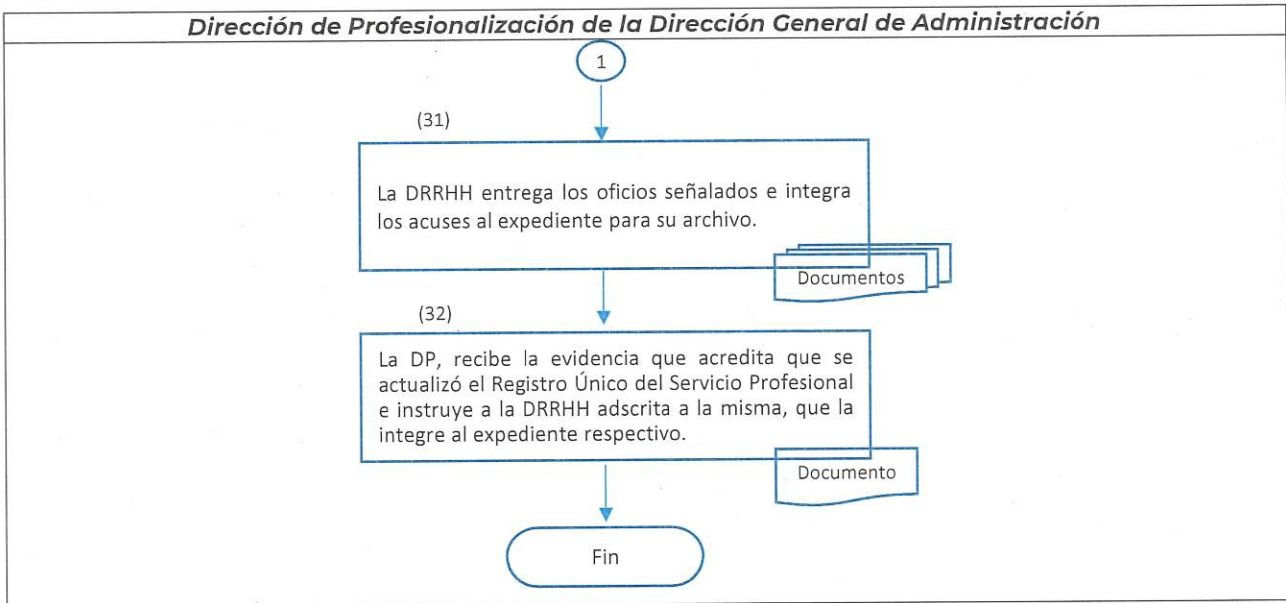 Dirección de Profesionalización de la Dirección General de Administración
1
(31)
La DRRHH entrega los oficios señalados e integra
los acuses al expediente para su archivo.
Documentos
(32)
La DP, recibe la evidencia que acredita que se
actualizó el Registro Único del Servicio Profesional
e instruye a la DRRHH adscrita a la misma, que la
integre al expediente respectivo.
Documento
Fin